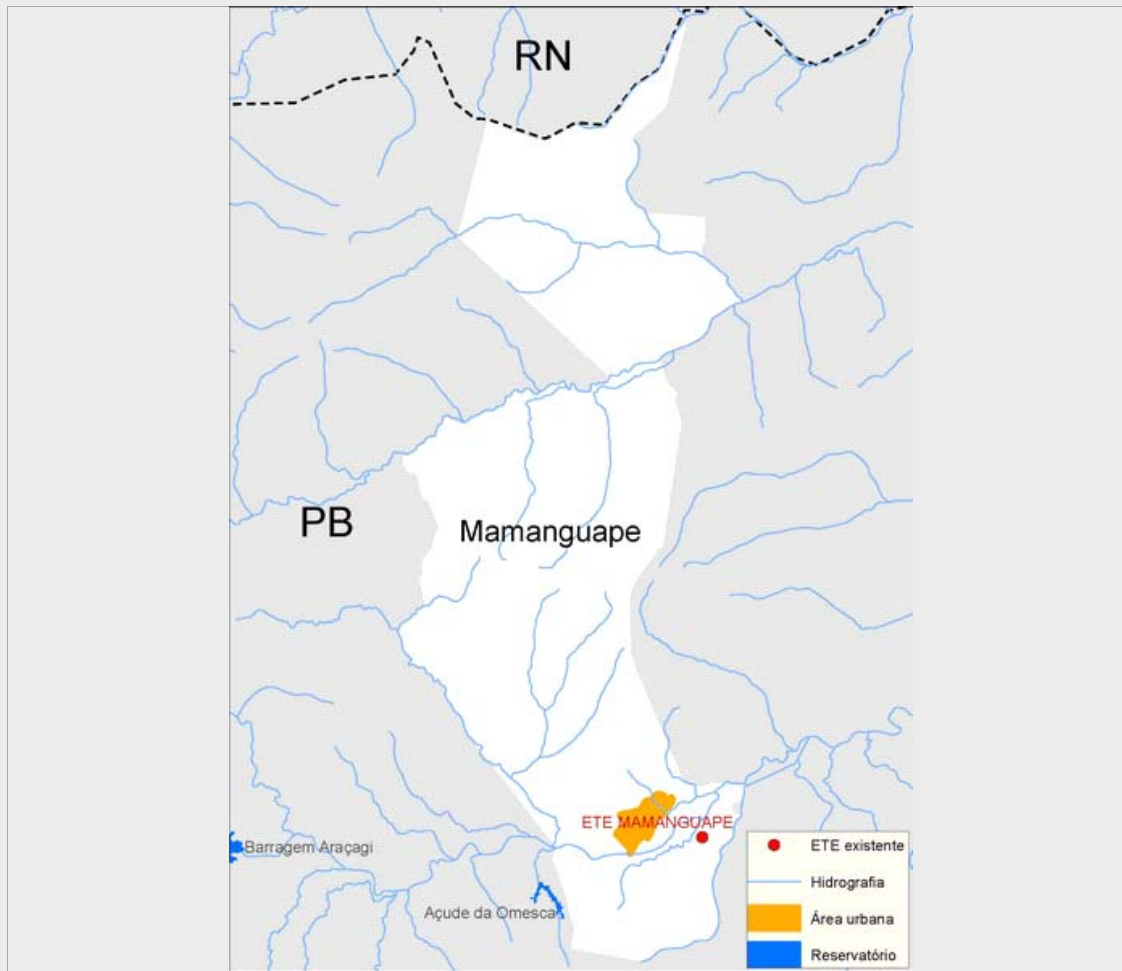 RN
PB
Mamanguape
ETE MAMANGUAPE
Barragem Araçagi
Açude da Omesca
ETE existente
Hidrografia
Área urbana
Reservatório